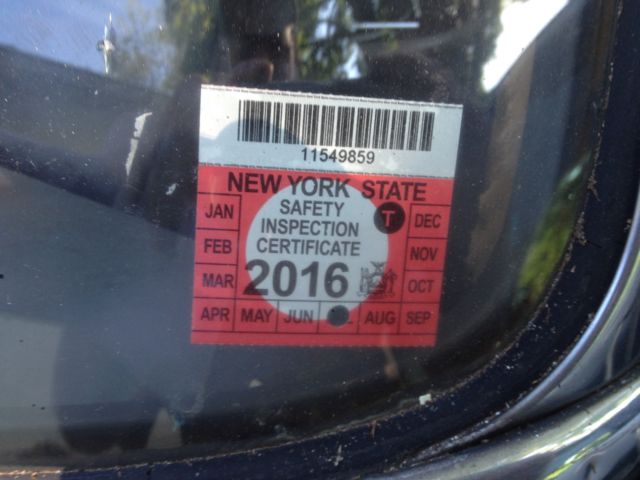 11549859
NEW YORK STATE
JAN SAFETY T DEC
INSPECTION
FEB CERTIFICATE NOV
MAR 2016 OCT
APR MAY JUN AUG SEP